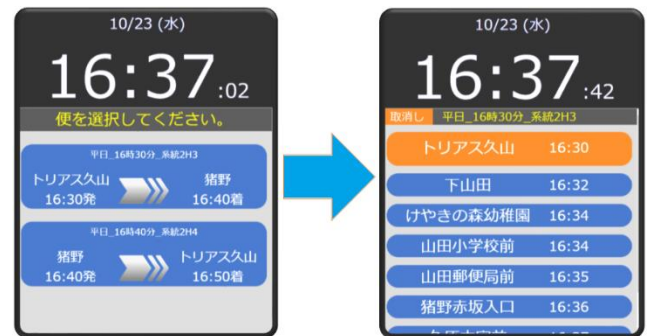 10/23 (水)
16:37:02
便を選択してください。
平日_16時30分_系統2H3
トリアス久山 猪野
16:30発 16:40着
平日_16時40分_系統2H4
猪野 トリアス久山
16:40発 16:50着
10/23 (水)
16:37:42
取消し 平日_16時30分_系統2H3
トリアス久山 16:30
下山田 16:32
けやきの森幼稚園 16:34
山田小学校前 16:34
山田郵便局前 16:35
猪野赤坂入口 16:36